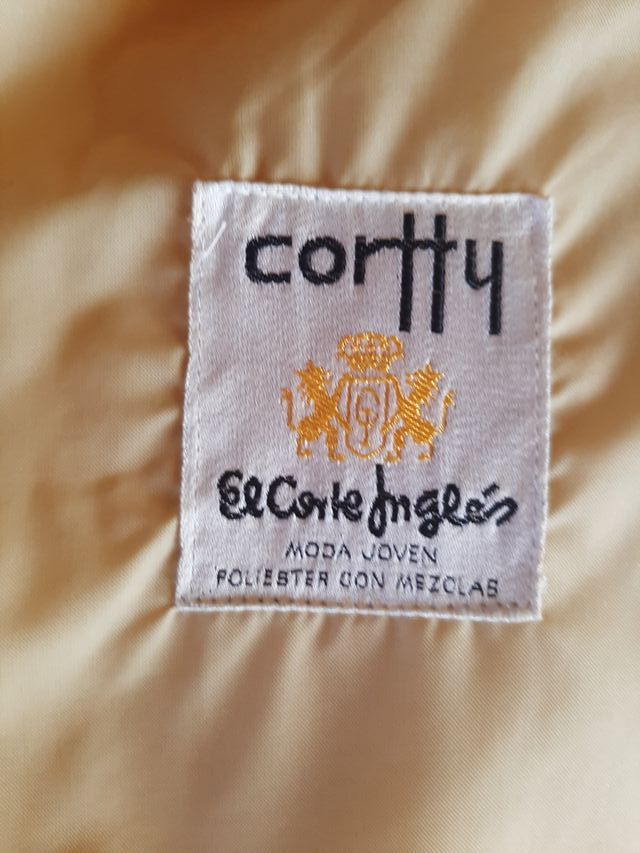 cortty
El Corte Inglés
MODA JOVEN
POLIESTER CON MEZCLAS